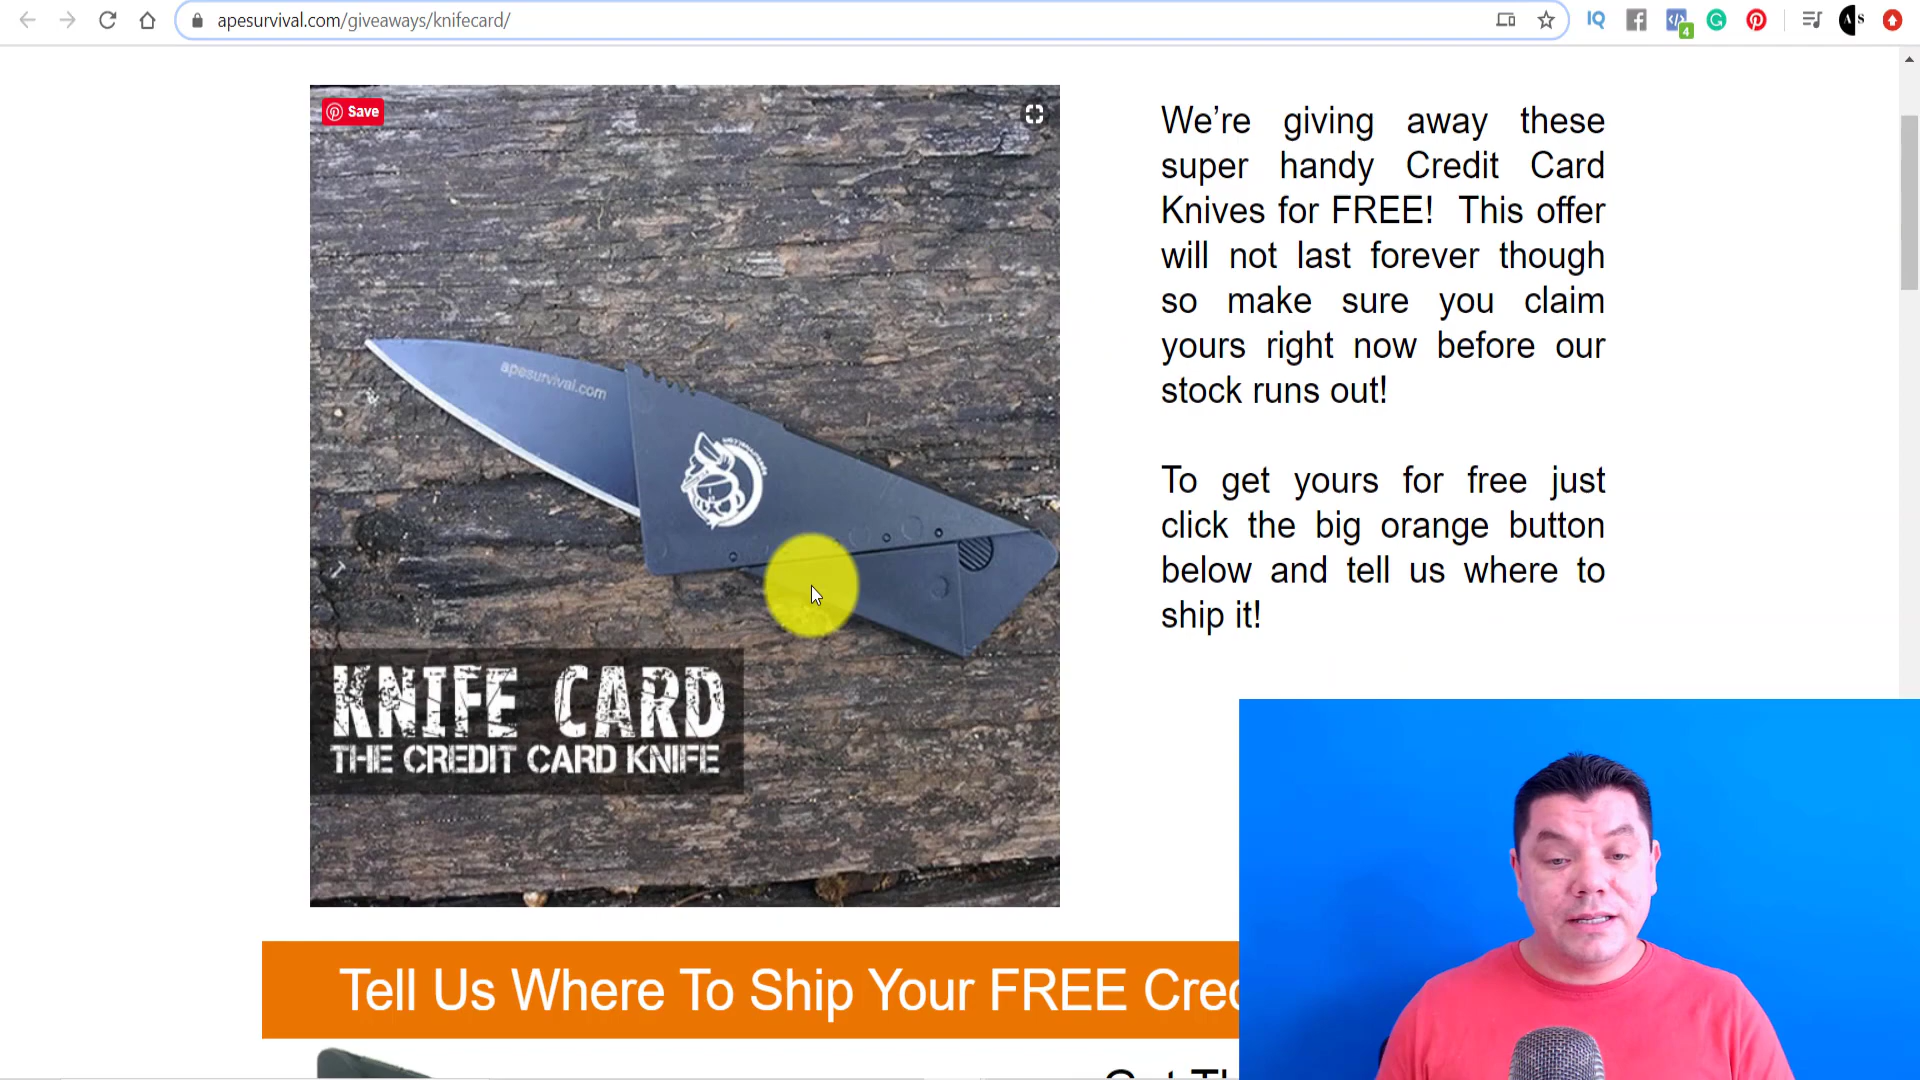 apesurvival.com/giveaways/knifecard/
4
A S
Save
We’re giving away these
super handy Credit Card
Knives for FREE! This offer
will not last forever though
so make sure you claim
yours right now before our
stock runs out!
To get yours for free just
click the big orange button
below and tell us where to
ship it!
apesurvival.com
KNIFE CARD
THE CREDIT CARD KNIFE
Tell Us Where To Ship Your FREE Cred